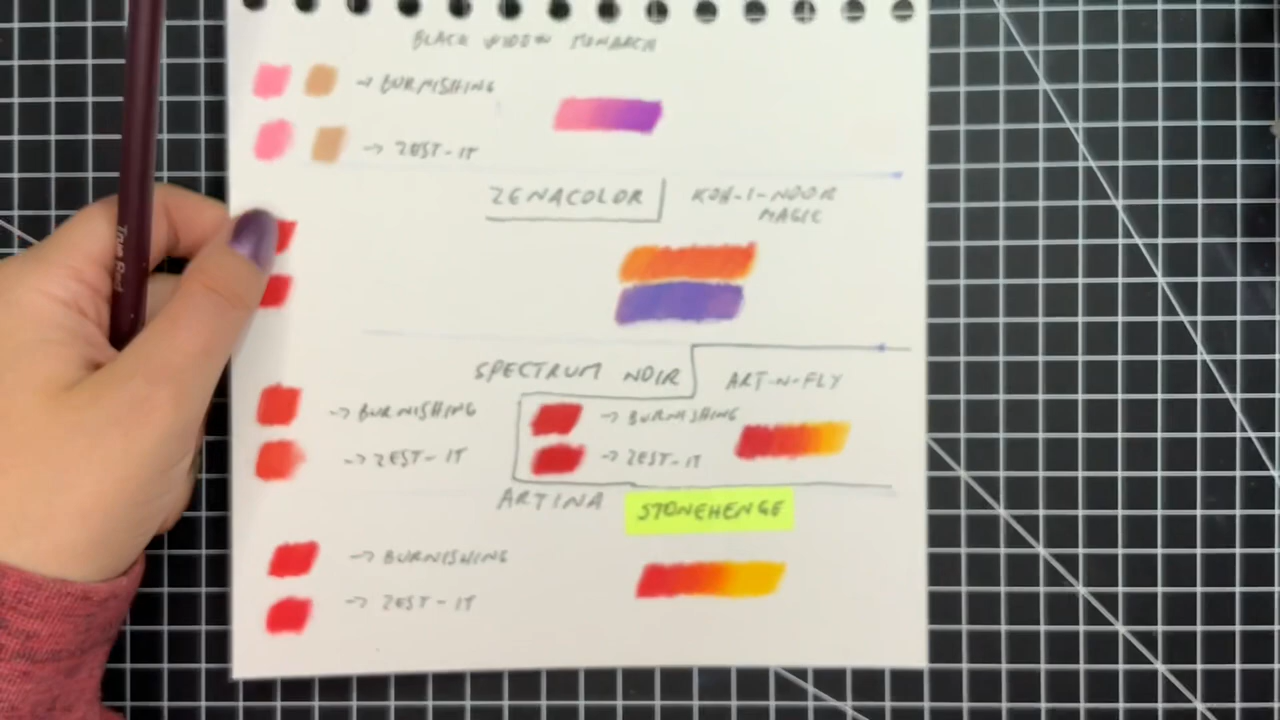 BLACK WIDOW MONARCH
→ BURNISHING
→ ZEST-IT
ZENACOLOR
KOH-I-NOOR
MAGIC
SPECTRUM NOIR
ART-N-FLY
→ BURNISHING
→ BURNISHING
→ ZEST-IT
→ ZEST-IT
ARTINA
STONEHENGE
→ BURNISHING
→ ZEST-IT